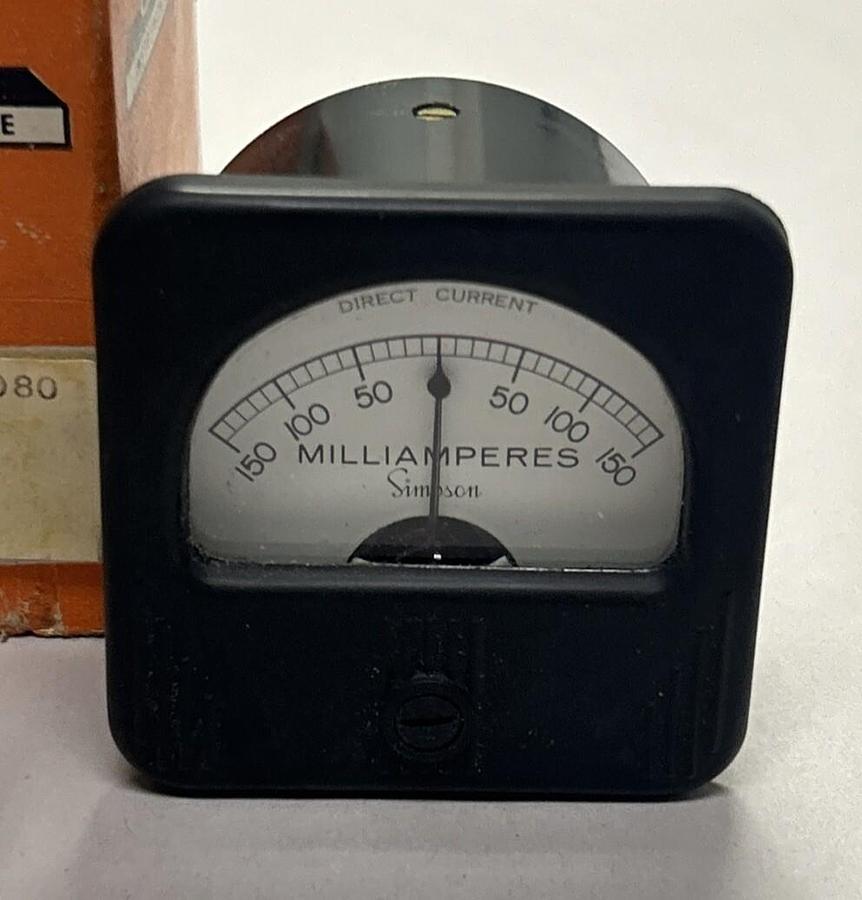 E
080
DIRECT CURRENT
150 100 50 50 100 150
MILLIAMPERES
Simpson